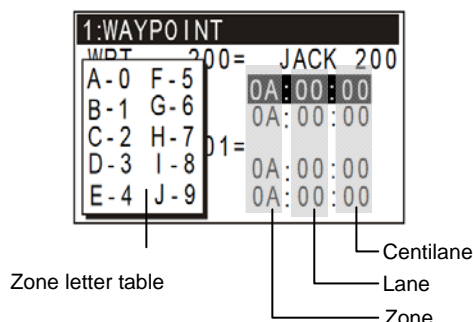 1:WAYPOINT
WPT 200= JACK 200
A-0 F-5
B-1 G-6
C-2 H-7
D-3 I-8
E-4 J-9
0A:00:00
0A:00:00
01=
0A:00:00
0A:00:00
Centilane
Lane
Zone
Zone letter table